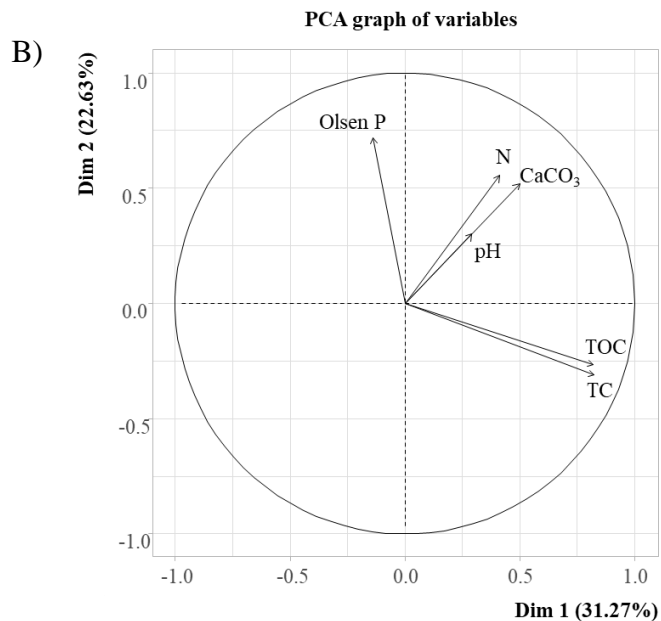 PCA graph of variables
B)
Dim 2 (22.63%)
1.0
0.5
0.0
-0.5
-1.0
Olsen P
N
CaCO₃
pH
TOC
TC
-1.0 -0.5 0.0 0.5 1.0
Dim 1 (31.27%)